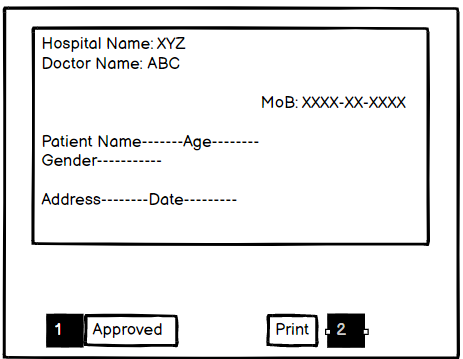 Hospital Name: XYZ
Doctor Name: ABC
MoB: XXXX-XX-XXXX
Patient Name-------Age--------
Gender-----------
Address--------Date---------
1 Approved Print 2